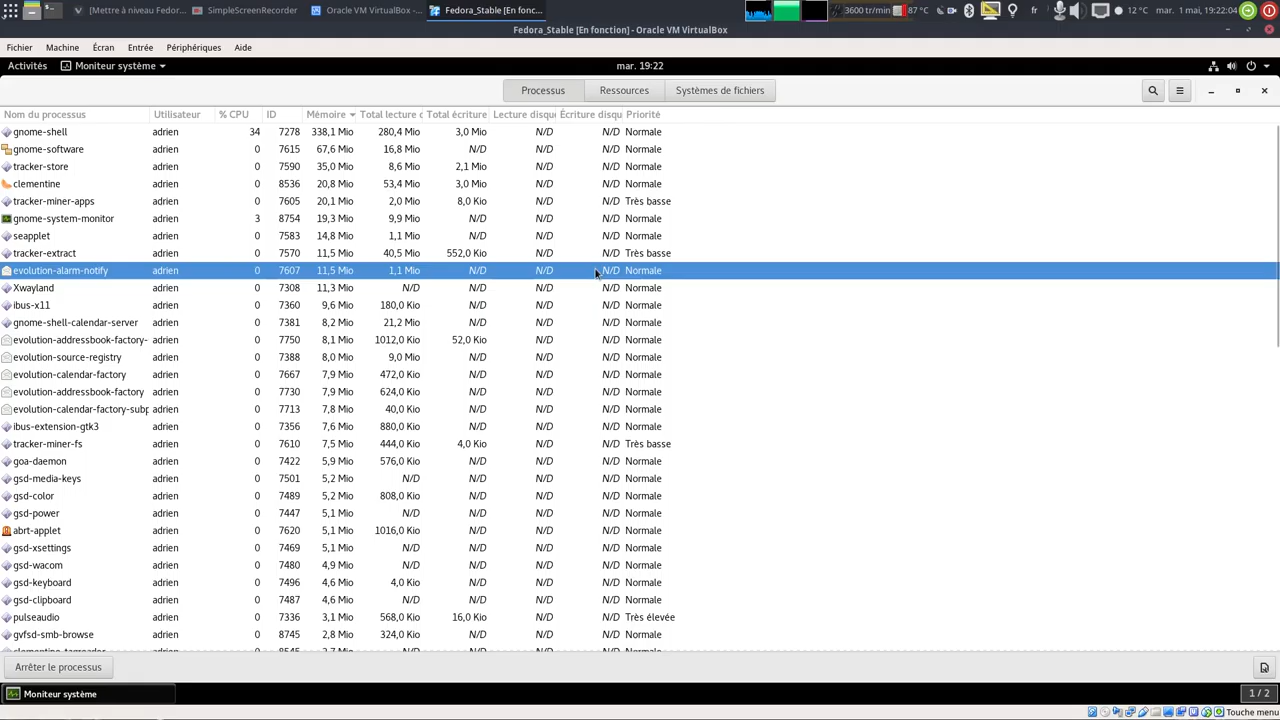 [Mettre à niveau Fedor... SimpleScreenRecorder Oracle VM VirtualBox -... Fedora_Stable [En fonc... 3600 tr/min 87 °C fr 12 °C mar. 1 mai, 19:22:04
Fedora_Stable [En fonction] - Oracle VM VirtualBox
Fichier Machine Écran Entrée Périphériques Aide
Activités Moniteur système mar. 19:22
Processus Ressources Systèmes de fichiers
Nom du processus Utilisateur % CPU ID Mémoire Total lecture d Total écriture Lecture disque Écriture disqu Priorité
gnome-shell adrien 34 7278 338,1 Mio 280,4 Mio 3,0 Mio N/D N/D Normale
gnome-software adrien 0 7615 67,6 Mio 16,8 Mio N/D N/D N/D Normale
tracker-store adrien 0 7590 35,0 Mio 8,6 Mio 2,1 Mio N/D N/D Normale
clementine adrien 0 8536 20,8 Mio 53,4 Mio 3,0 Mio N/D N/D Normale
tracker-miner-apps adrien 0 7605 20,1 Mio 2,0 Mio 8,0 Kio N/D N/D Très basse
gnome-system-monitor adrien 3 8754 19,3 Mio 9,9 Mio N/D N/D N/D Normale
seapplet adrien 0 7583 14,8 Mio 1,1 Mio N/D N/D N/D Normale
tracker-extract adrien 0 7570 11,5 Mio 40,5 Mio 552,0 Kio N/D N/D Très basse
evolution-alarm-notify adrien 0 7607 11,5 Mio 1,1 Mio N/D N/D N/D Normale
Xwayland adrien 0 7308 11,3 Mio N/D N/D N/D N/D Normale
ibus-x11 adrien 0 7360 9,6 Mio 180,0 Kio N/D N/D N/D Normale
gnome-shell-calendar-server adrien 0 7381 8,2 Mio 21,2 Mio N/D N/D N/D Normale
evolution-addressbook-factory- adrien 0 7750 8,1 Mio 1012,0 Kio 52,0 Kio N/D N/D Normale
evolution-source-registry adrien 0 7388 8,0 Mio 9,0 Mio N/D N/D N/D Normale
evolution-calendar-factory adrien 0 7667 7,9 Mio 472,0 Kio N/D N/D N/D Normale
evolution-addressbook-factory adrien 0 7730 7,9 Mio 624,0 Kio N/D N/D N/D Normale
evolution-calendar-factory-subp adrien 0 7713 7,8 Mio 40,0 Kio N/D N/D N/D Normale
ibus-extension-gtk3 adrien 0 7356 7,6 Mio 880,0 Kio N/D N/D N/D Normale
tracker-miner-fs adrien 0 7610 7,5 Mio 444,0 Kio 4,0 Kio N/D N/D Très basse
goa-daemon adrien 0 7422 5,9 Mio 576,0 Kio N/D N/D N/D Normale
gsd-media-keys adrien 0 7501 5,2 Mio N/D N/D N/D N/D Normale
gsd-color adrien 0 7489 5,2 Mio 808,0 Kio N/D N/D N/D Normale
gsd-power adrien 0 7447 5,1 Mio N/D N/D N/D N/D Normale
abrt-applet adrien 0 7620 5,1 Mio 1016,0 Kio N/D N/D N/D Normale
gsd-xsettings adrien 0 7469 5,1 Mio N/D N/D N/D N/D Normale
gsd-wacom adrien 0 7480 4,9 Mio N/D N/D N/D N/D Normale
gsd-keyboard adrien 0 7496 4,6 Mio 4,0 Kio N/D N/D N/D Normale
gsd-clipboard adrien 0 7487 4,6 Mio N/D N/D N/D N/D Normale
pulseaudio adrien 0 7336 3,1 Mio 568,0 Kio 16,0 Kio N/D N/D Très élevée
gvfsd-smb-browse adrien 0 8745 2,8 Mio 324,0 Kio N/D N/D N/D Normale
Arrêter le processus
Moniteur système 1 / 2
Touche menu